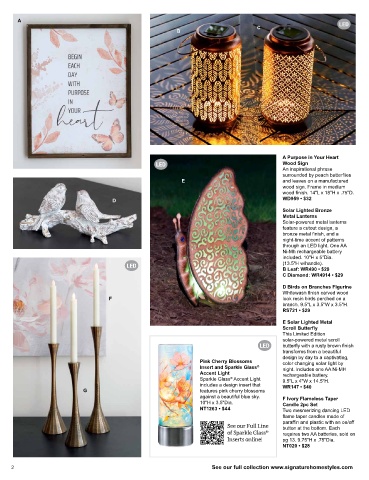 A
BEGIN
EACH
DAY
WITH
PURPOSE
IN
YOUR
heart
B
C
LED
D
LED
E
LED
F
G
LED
A Purpose In Your Heart
Wood Sign
An inspirational phrase
surrounded by peach butterflies
and leaves on a manufactured
wood sign. Frame in medium
wood finish. 14"L x 18"H x .75"D.
WD959 • $32
Solar Lighted Bronze
Metal Lanterns
Solar-powered metal lanterns
feature a cutout design, a
bronze metal finish, and a
night-time accent of patterns
through an LED light. One AA
Ni-Mh rechargeable battery
included. 10"H x 5"Dia.
(13.5"H w/handle)
B Leaf: WR490 • $29
C Diamond: WR4914 • $29
D Birds on Branches Figurine
Whitewash finish carved wood
look resin birds perched on a
branch. 9.5"L x 3.5"W x 3.5"H.
RS721 • $29
E Solar Lighted Metal
Scroll Butterfly
This Limited Edition
solar-powered metal scroll
butterfly with a rusty brown finish
transforms from a beautiful
design by day to a captivating,
color changing solar light by
night. Includes one AA Ni-MH
rechargeable battery.
9.5"L x 4"W x 14.5"H.
WR147 • $46
F Ivory Flameless Taper
Candle 2pc Set
Two mesmerizing dancing LED
flame taper candles made of
paraffin and plastic with an on/off
button at the bottom. Each
requires two AA batteries, sold on
pg 13. 9.75"H x .75"Dia.
NT029 • $28
Pink Cherry Blossoms
Insert and Sparkle Glass®
Accent Light
Sparkle Glass® Accent Light
includes a design insert that
features pink cherry blossoms
against a beautiful blue sky.
10"H x 3.5"Dia.
NT1203 • $44
See our Full Line
of Sparkle Glass®
Inserts online!
2
See our full collection www.signaturehomestyles.com